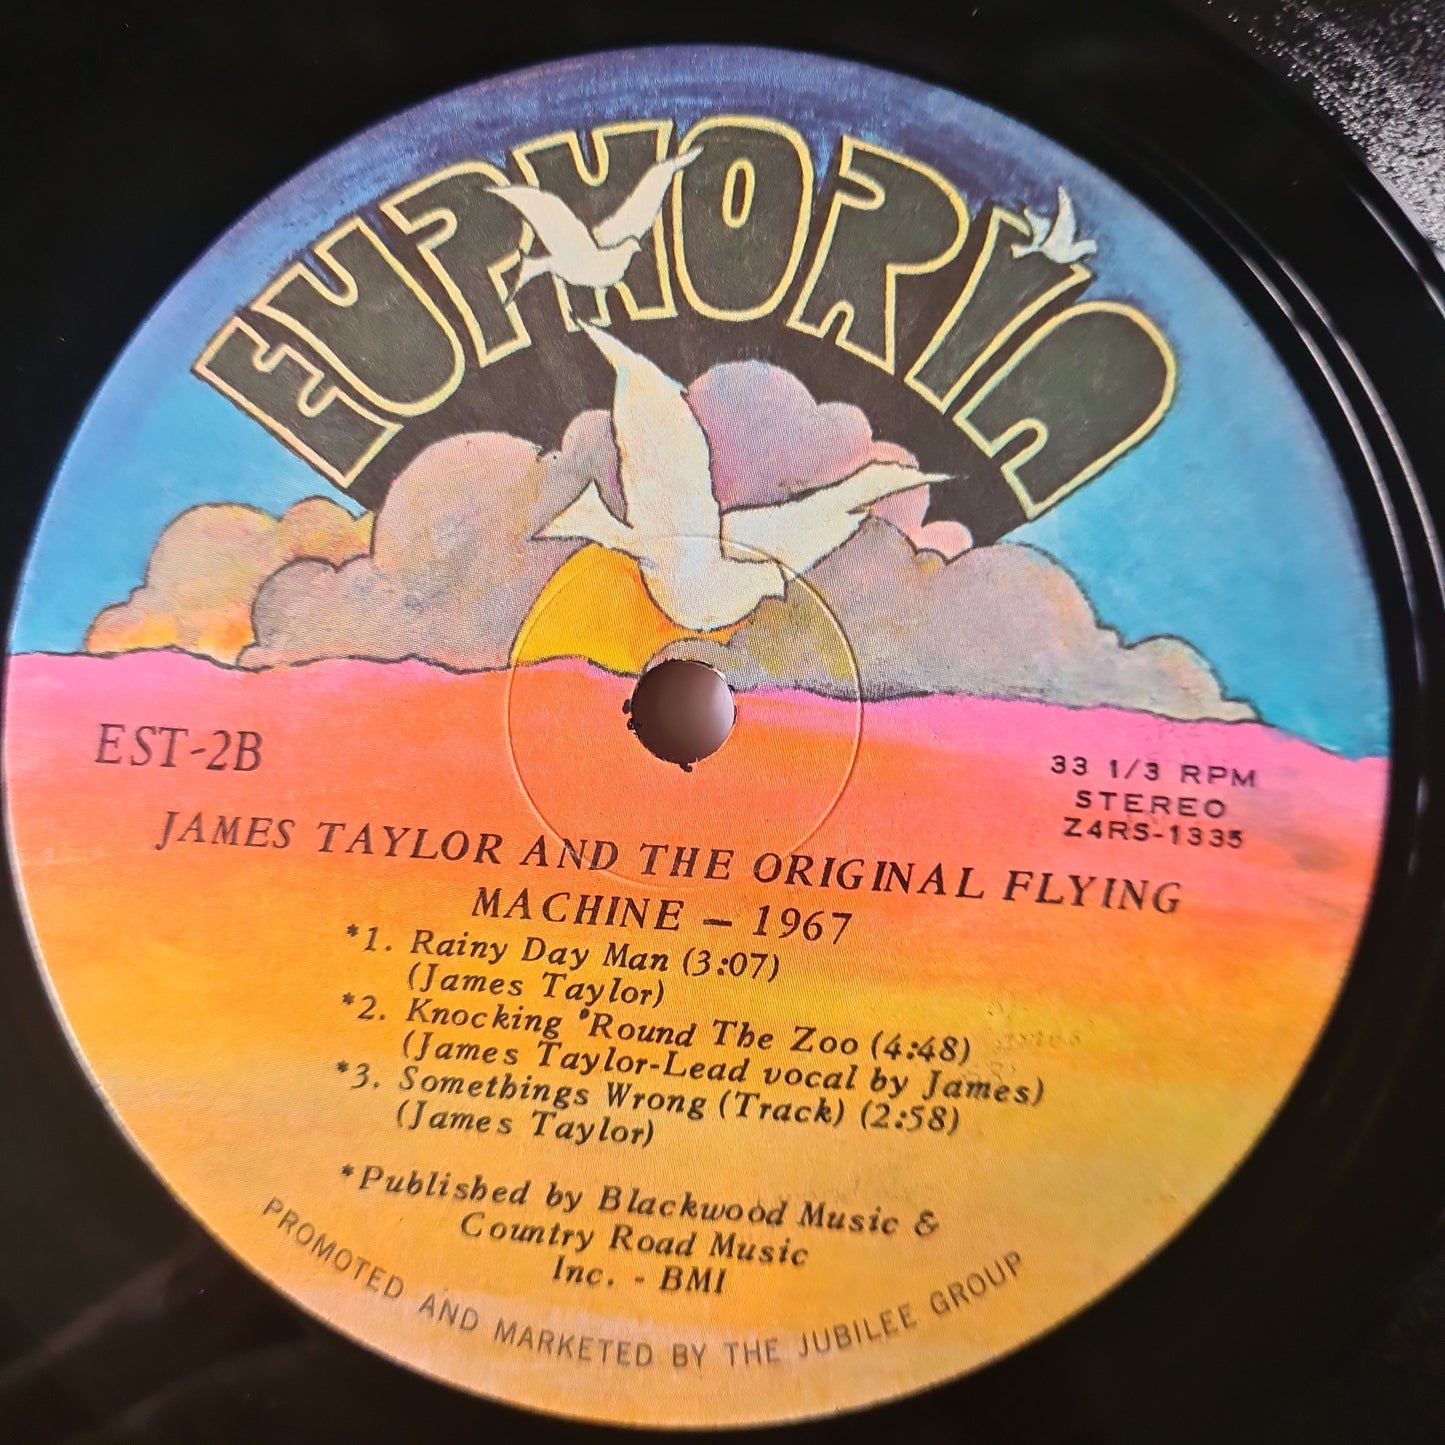 EUPHORIA
EST-2B
33 1/3 RPM
STEREO
Z4RS-1335
JAMES TAYLOR AND THE ORIGINAL FLYING
MACHINE – 1967
*1. Rainy Day Man (3:07)
(James Taylor)
*2. Knocking 'Round The Zoo (4:48)
(James Taylor-Lead vocal by James)
*3. Somethings Wrong (Track) (2:58)
(James Taylor)
*Published by Blackwood Music &
Country Road Music
Inc. - BMI
PROMOTED AND MARKETED BY THE JUBILEE GROUP